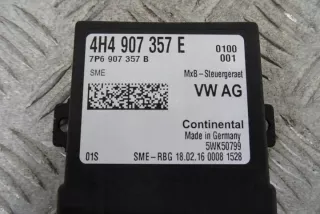 4H4 907 357 E 0100
7P6 907 357 B 001
SME MxB-Steuergeraet
VW AG
Continental
Made in Germany
5WK50799
01S SME-RBG 18.02.16 0008 1528